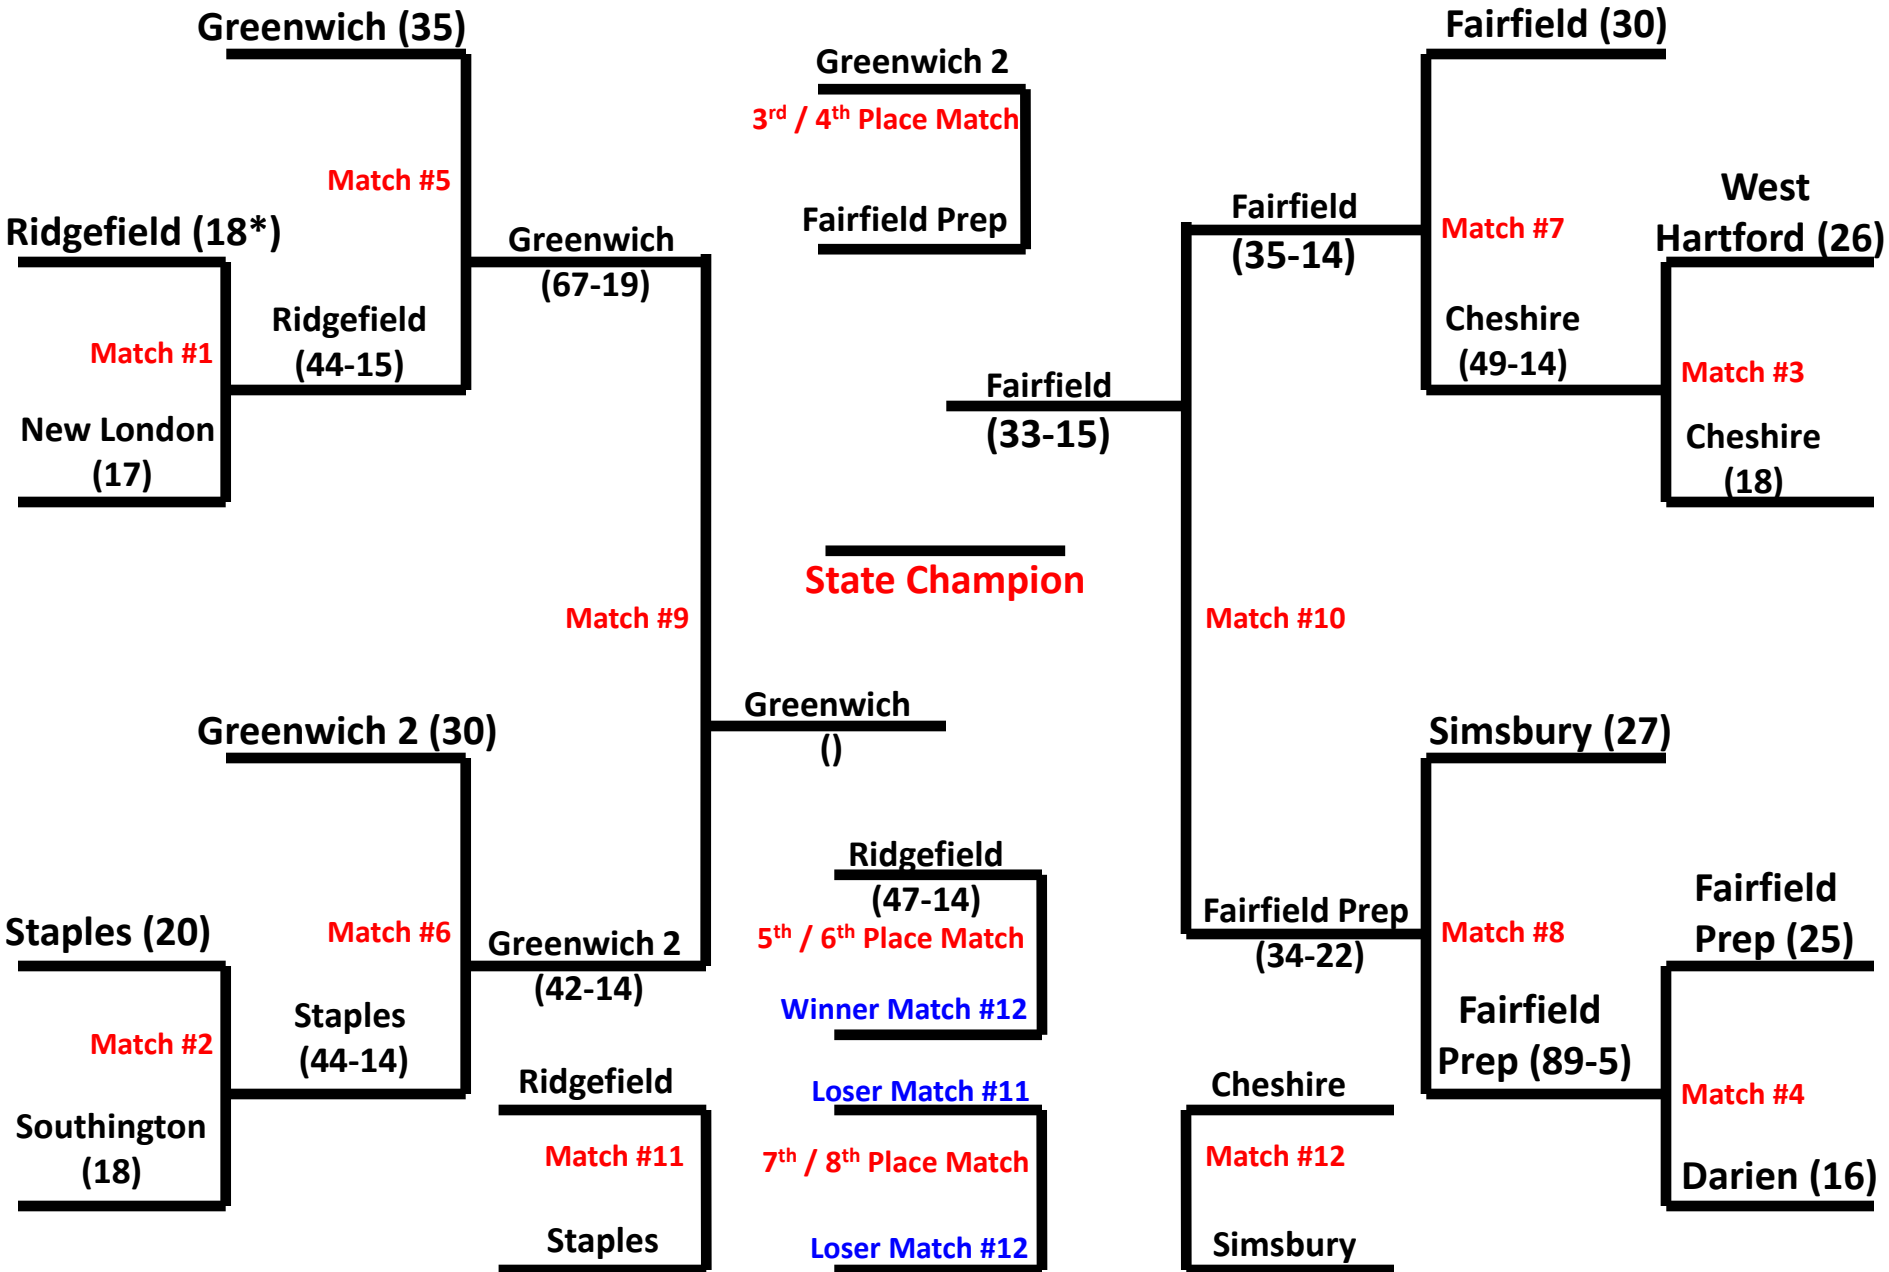 Greenwich (35)
Match #5
Ridgefield (18*)
Match #1
Ridgefield
(44-15)
New London
(17)
Greenwich
(67-19)
Match #9
Greenwich
()
Greenwich 2 (30)
Match #6
Staples (20)
Match #2
Staples
(44-14)
Southington
(18)
Greenwich 2
(42-14)
Greenwich 2
3rd / 4th Place Match
Fairfield Prep
Fairfield
(33-15)
State Champion
Ridgefield
(47-14)
5th / 6th Place Match
Winner Match #12
Ridgefield
Match #11
Staples
Loser Match #11
7th / 8th Place Match
Loser Match #12
Cheshire
Match #12
Simsbury
Fairfield (30)
Match #7
Fairfield
(35-14)
West
Hartford (26)
Cheshire
(49-14)
Match #3
Cheshire
(18)
Match #10
Simsbury (27)
Match #8
Fairfield Prep
(34-22)
Fairfield
Prep (25)
Fairfield
Prep (89-5)
Match #4
Darien (16)